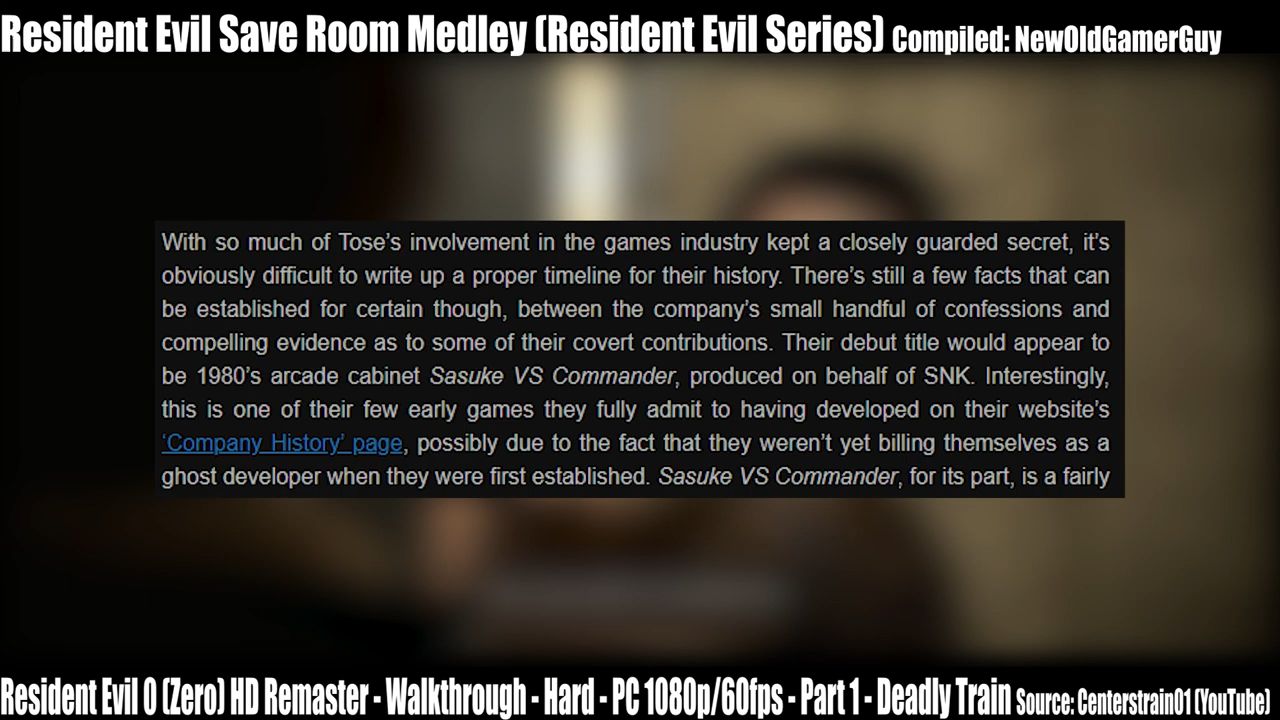 Resident Evil Save Room Medley (Resident Evil Series) Compiled: NewOldGamerGuy
With so much of Tose's involvement in the games industry kept a closely guarded secret, it's
obviously difficult to write up a proper timeline for their history. There's still a few facts that can
be established for certain though, between the company's small handful of confessions and
compelling evidence as to some of their covert contributions. Their debut title would appear to
be 1980's arcade cabinet Sasuke VS Commander, produced on behalf of SNK. Interestingly,
this is one of their few early games they fully admit to having developed on their website's
‘Company History’ page, possibly due to the fact that they weren't yet billing themselves as a
ghost developer when they were first established. Sasuke VS Commander, for its part, is a fairly
Resident Evil 0 (Zero) HD Remaster - Walkthrough - Hard - PC 1080p/60fps - Part 1 - Deadly Train Source: Centerstrain01 (YouTube)